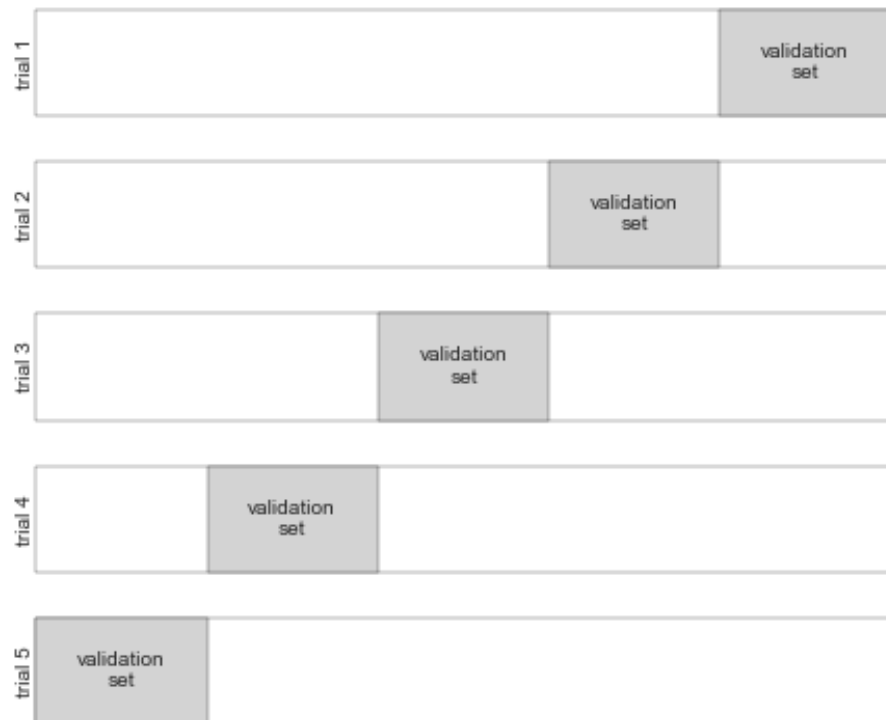 trial 1
validation
set
trial 2
validation
set
trial 3
validation
set
trial 4
validation
set
trial 5
validation
set